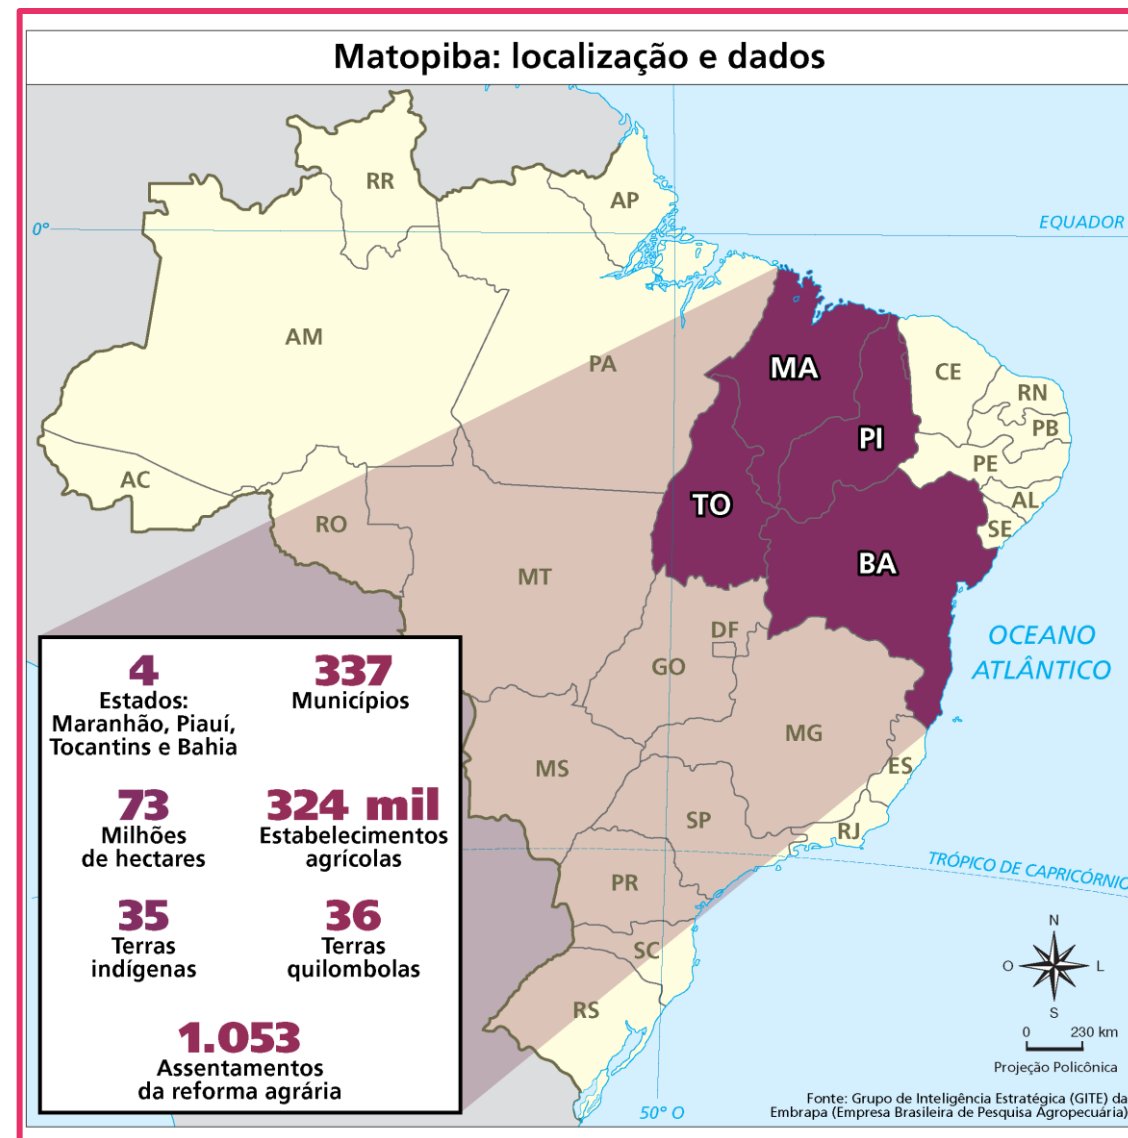 Matopiba: localização e dados
RR
AP
0°
EQUADOR
AM
PA
MA
CE
RN
PB
PI
PE
AC
TO
AL
RO
SE
BA
MT
DF
OCEANO
ATLÂNTICO
GO
MG
MS
ES
SP
RJ
TRÓPICO DE CAPRICÓRNIO
PR
SC
RS
4
Estados:
Maranhão, Piauí,
Tocantins e Bahia
337
Municípios
73
Milhões
de hectares
324 mil
Estabelecimentos
agrícolas
35
Terras
indígenas
36
Terras
quilombolas
1.053
Assentamentos
da reforma agrária
N
O
L
S
0 230 km
Projeção Policônica
50° O
Fonte: Grupo de Inteligência Estratégica (GITE) da
Embrapa (Empresa Brasileira de Pesquisa Agropecuária)